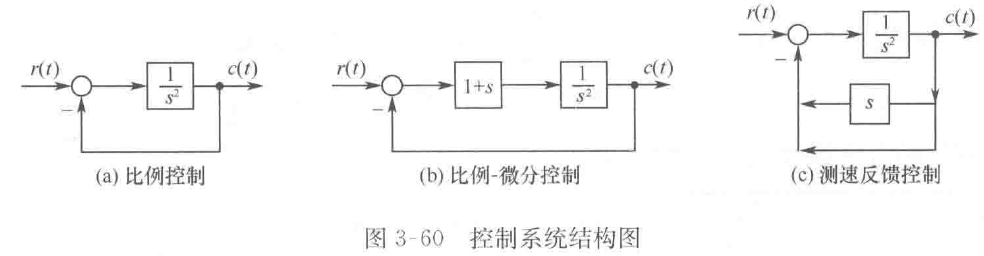 r(t) 1/s² c(t)
−
(a) 比例控制
r(t) 1+s 1/s² c(t)
−
(b) 比例-微分控制
r(t) 1/s² c(t)
−
s
(c) 测速反馈控制
图 3-60 控制系统结构图